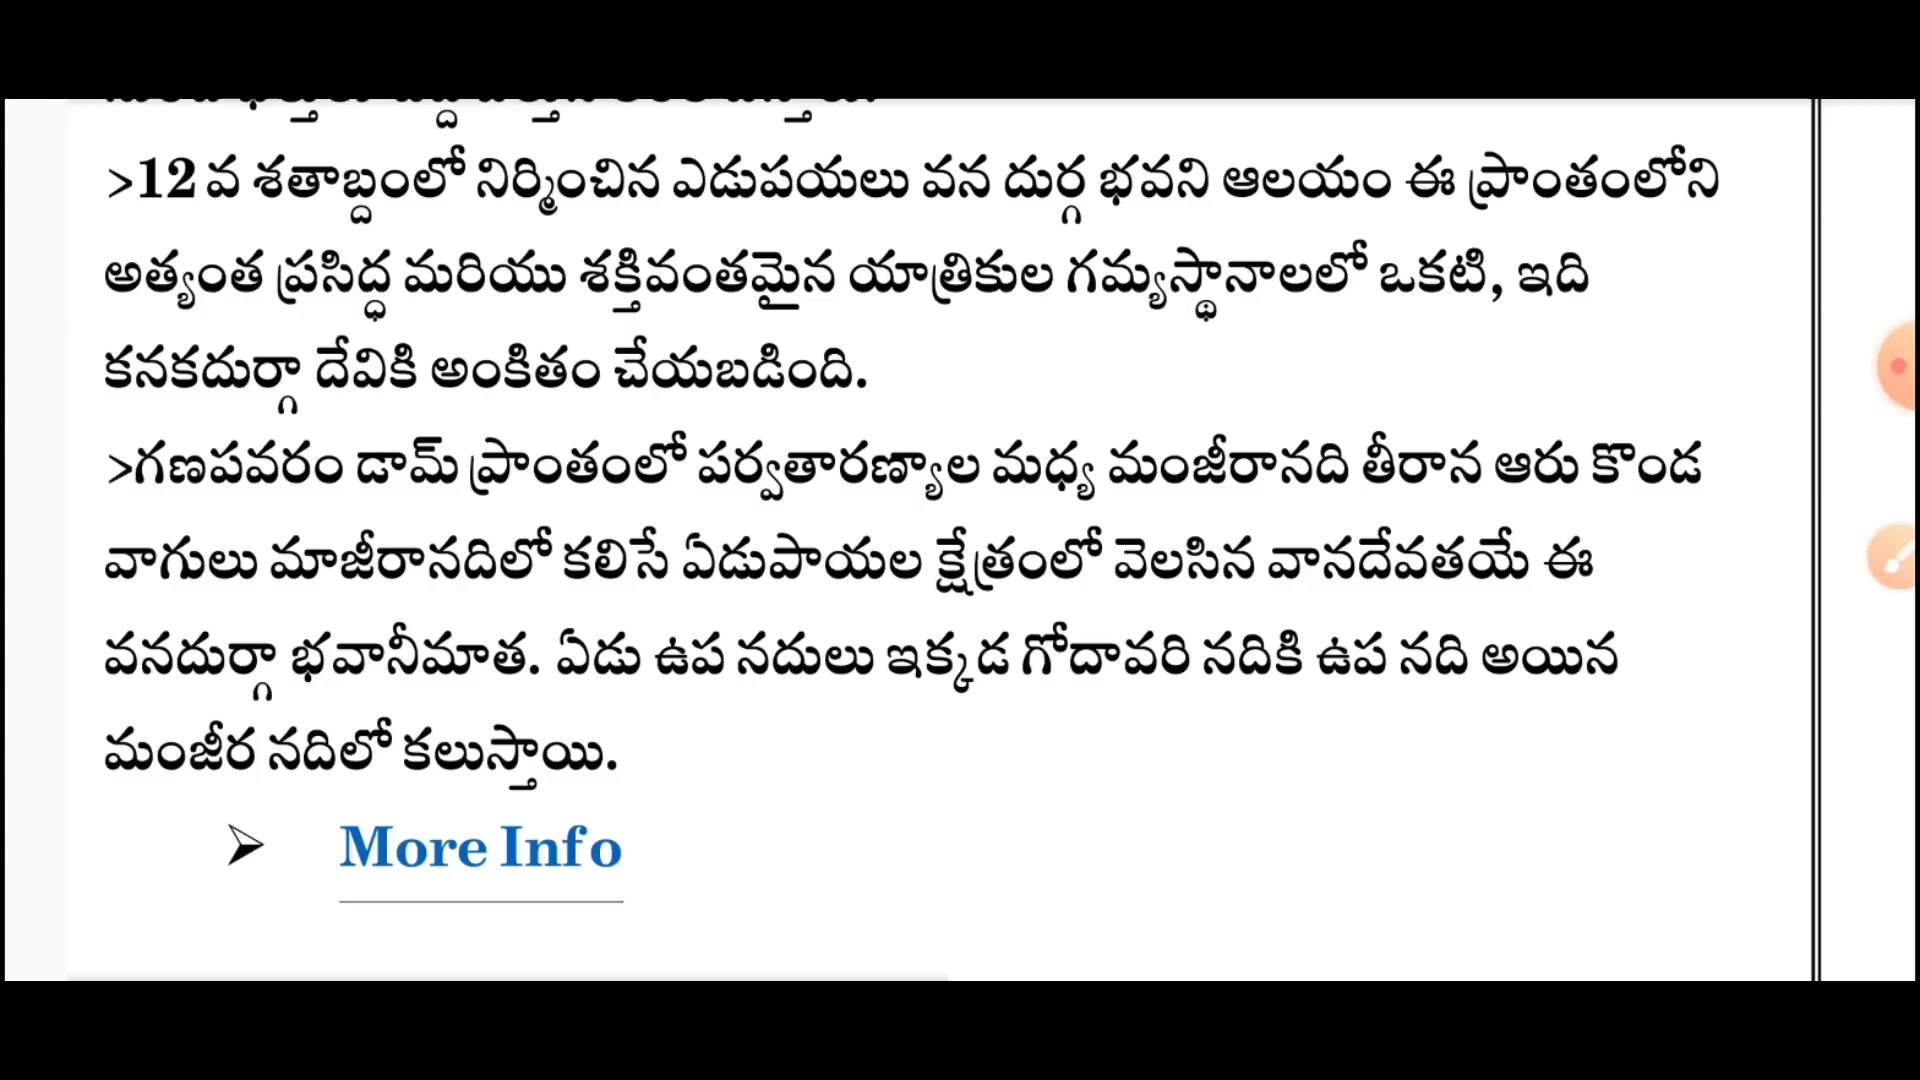 >12 వ శతాబ్దంలో నిర్మించిన ఎడుపయలు వన దుర్గ భవని ఆలయం ఈ ప్రాంతంలోని
అత్యంత ప్రసిద్ధ మరియు శక్తివంతమైన యాత్రికుల గమ్యస్థానాలలో ఒకటి, ఇది
కనకదుర్గా దేవికి అంకితం చేయబడింది.
>గణపవరం డామ్ ప్రాంతంలో పర్వతారణ్యాల మధ్య మంజీరానది తీరాన ఆరు కొండ
వాగులు మాజీరానదిలో కలిసే ఏడుపాయల క్షేత్రంలో వెలసిన వానదేవతయే ఈ
వనదుర్గా భవానీమాత. ఏడు ఉప నదులు ఇక్కడ గోదావరి నదికి ఉప నది అయిన
మంజీర నదిలో కలుస్తాయి.
➢ More Info